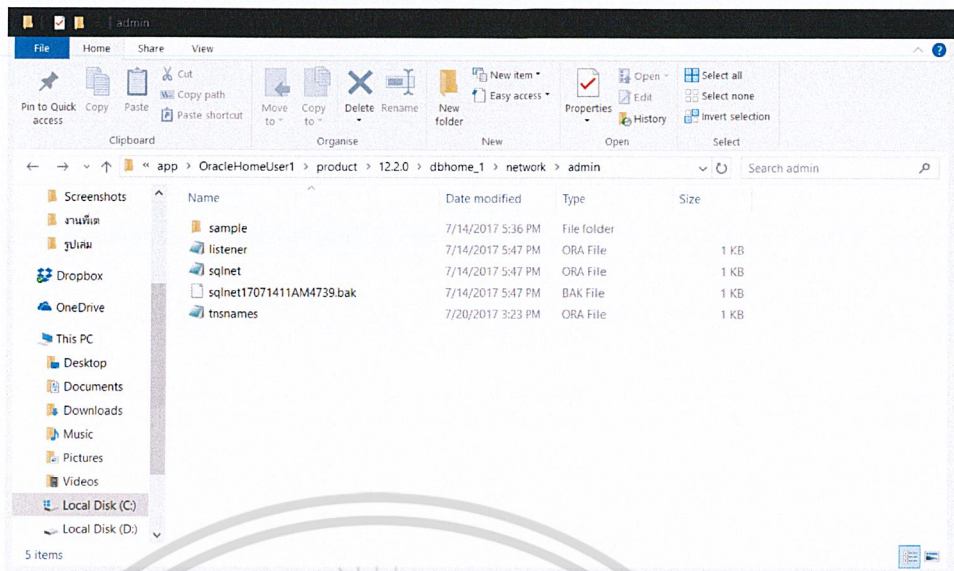 admin
File Home Share View
Pin to Quick access
Copy
Paste
Cut
Copy path
Paste shortcut
Clipboard
Move to
Copy to
Delete
Rename
Organise
New folder
New item
Easy access
New
Properties
Open
Edit
History
Open
Select all
Select none
Invert selection
Select
« app > OracleHomeUser1 > product > 12.2.0 > dbhome_1 > network > admin
Search admin
Screenshots
งานพี่เต
รูปเล่ม
Dropbox
OneDrive
This PC
Desktop
Documents
Downloads
Music
Pictures
Videos
Local Disk (C:)
Local Disk (D:)
Name Date modified Type Size
sample 7/14/2017 5:36 PM File folder
listener 7/14/2017 5:47 PM ORA File 1 KB
sqlnet 7/14/2017 5:47 PM ORA File 1 KB
sqlnet17071411AM4739.bak 7/14/2017 5:47 PM BAK File 1 KB
tnsnames 7/20/2017 3:23 PM ORA File 1 KB
5 items